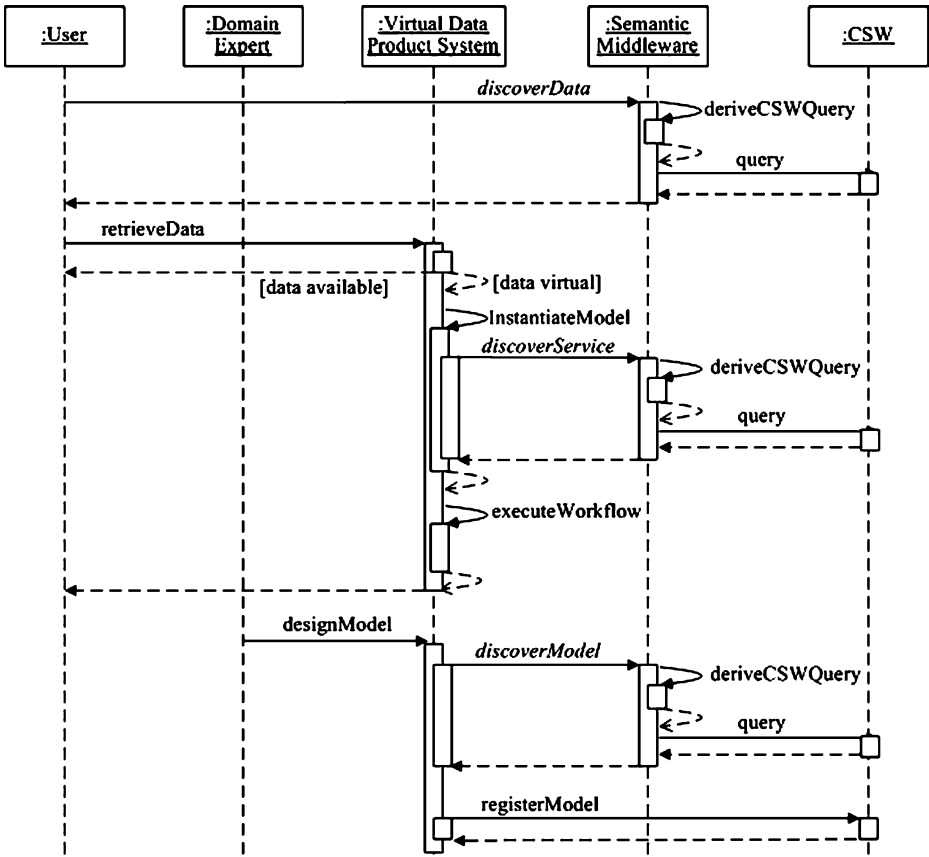 :User
:Domain
Expert
:Virtual Data
Product System
:Semantic
Middleware
:CSW
discoverData
deriveCSWQuery
query
retrieveData
[data available]
[data virtual]
InstantiateModel
discoverService
deriveCSWQuery
query
executeWorkflow
designModel
discoverModel
deriveCSWQuery
query
registerModel